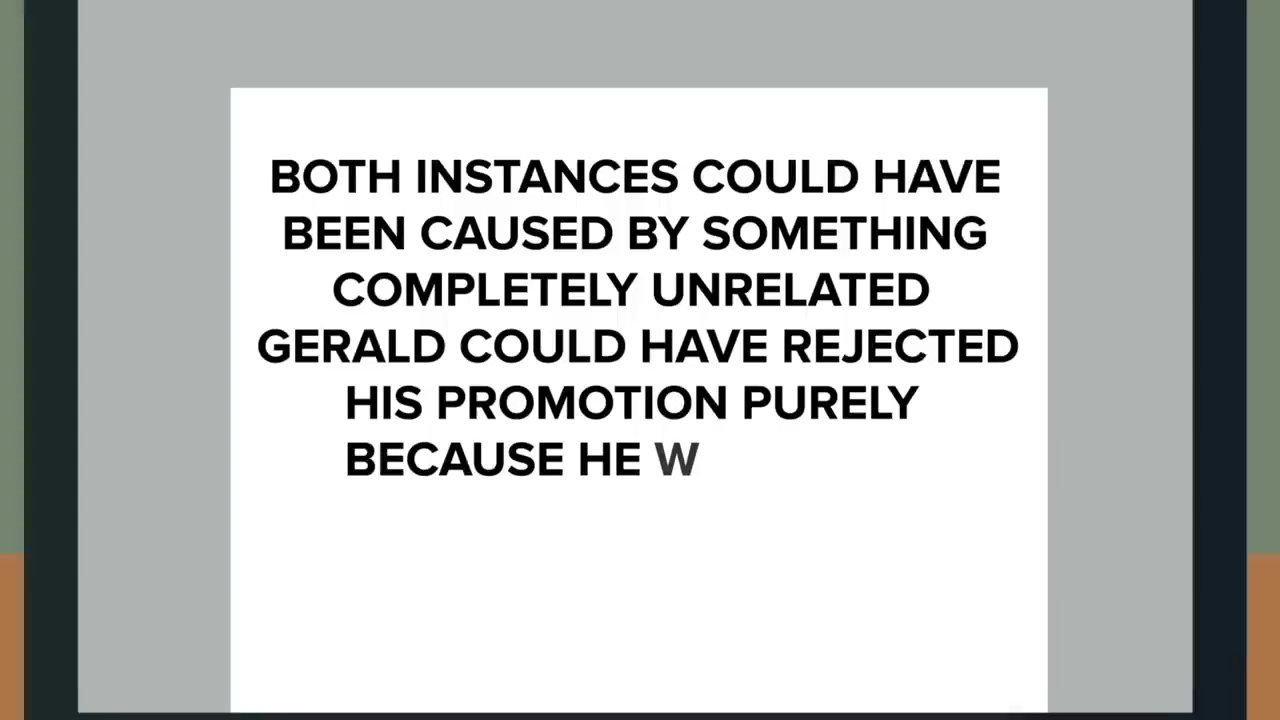 BOTH INSTANCES COULD HAVE
BEEN CAUSED BY SOMETHING
COMPLETELY UNRELATED
GERALD COULD HAVE REJECTED
HIS PROMOTION PURELY
BECAUSE HE W